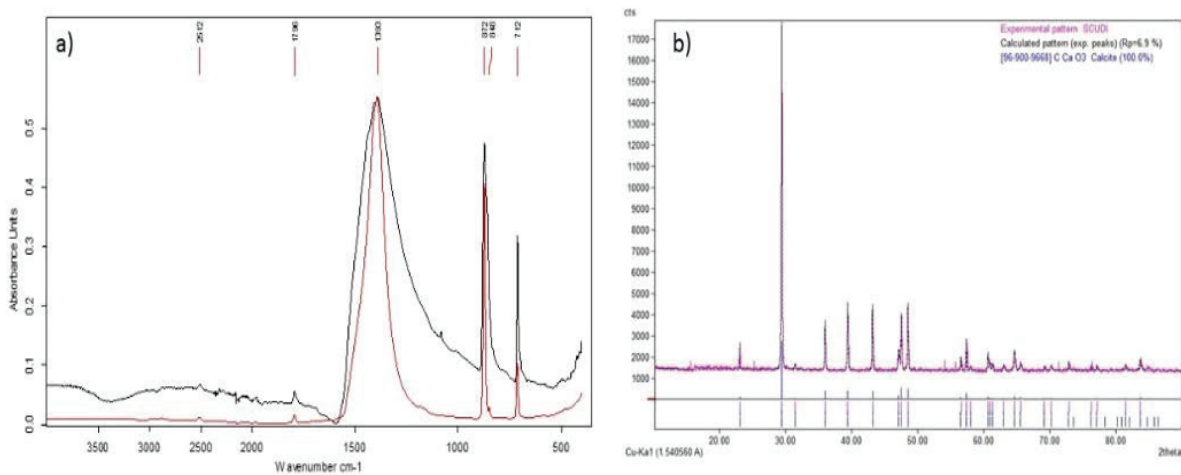 a)
2512
1796
1393
872
848
712
Absorbance Units
0.5
0.4
0.3
0.2
0.1
0.0
3500 3000 2500 2000 1500 1000 500
Wavenumber cm-1
b)
cts
Experimental pattern SCUDI
Calculated pattern (exp. peaks) (Rp=6.9 %)
[96-900-9668] C Ca O3 Calcite (100.0%)
17000
16000
15000
14000
13000
12000
11000
10000
9000
8000
7000
6000
5000
4000
3000
2000
1000
20.00 30.00 40.00 50.00 60.00 70.00 80.00
Cu-Ka1 (1.540560 A) 2theta